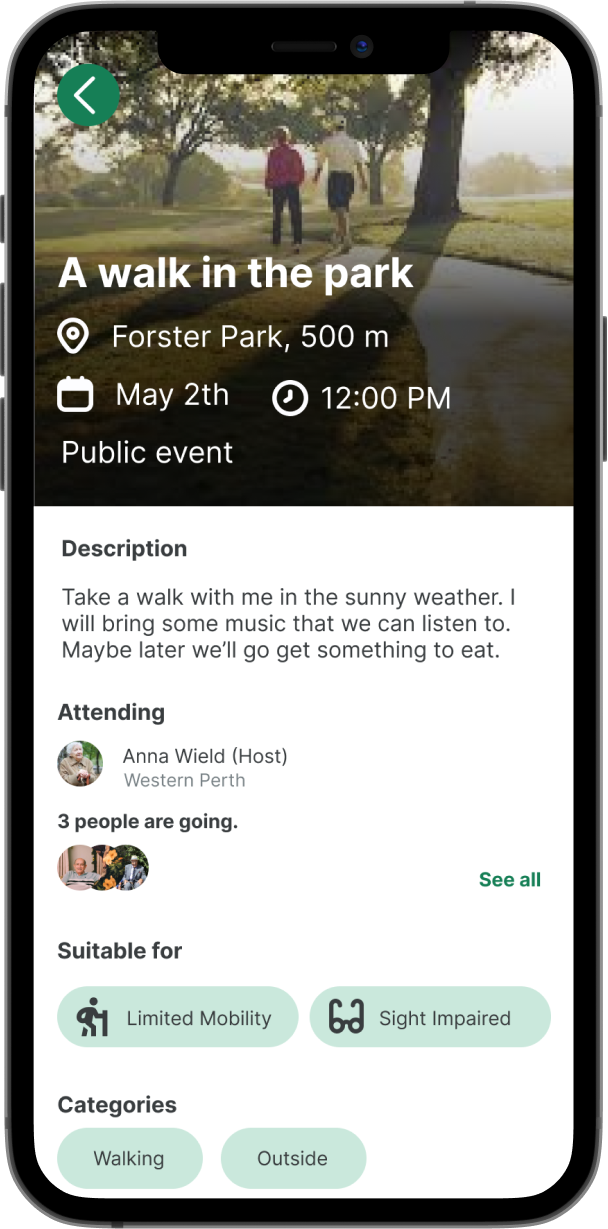 A walk in the park
Forster Park, 500 m
May 2th 12:00 PM
Public event
Description
Take a walk with me in the sunny weather. I
will bring some music that we can listen to.
Maybe later we’ll go get something to eat.
Attending
Anna Wield (Host)
Western Perth
3 people are going.
See all
Suitable for
Limited Mobility Sight Impaired
Categories
Walking Outside